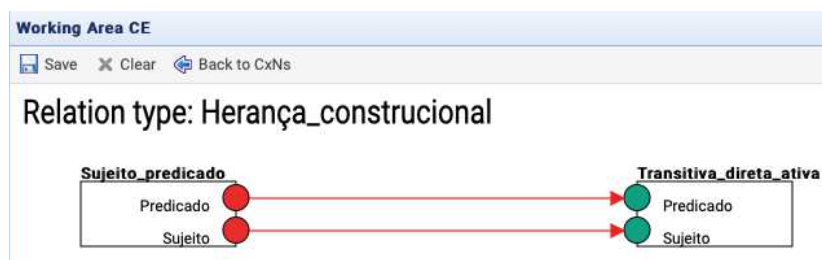 Working Area CE
Save Clear Back to CxNs
Relation type: Herança_construcional
Sujeito_predicado Transitiva_direta_ativa
Predicado Predicado
Sujeito Sujeito